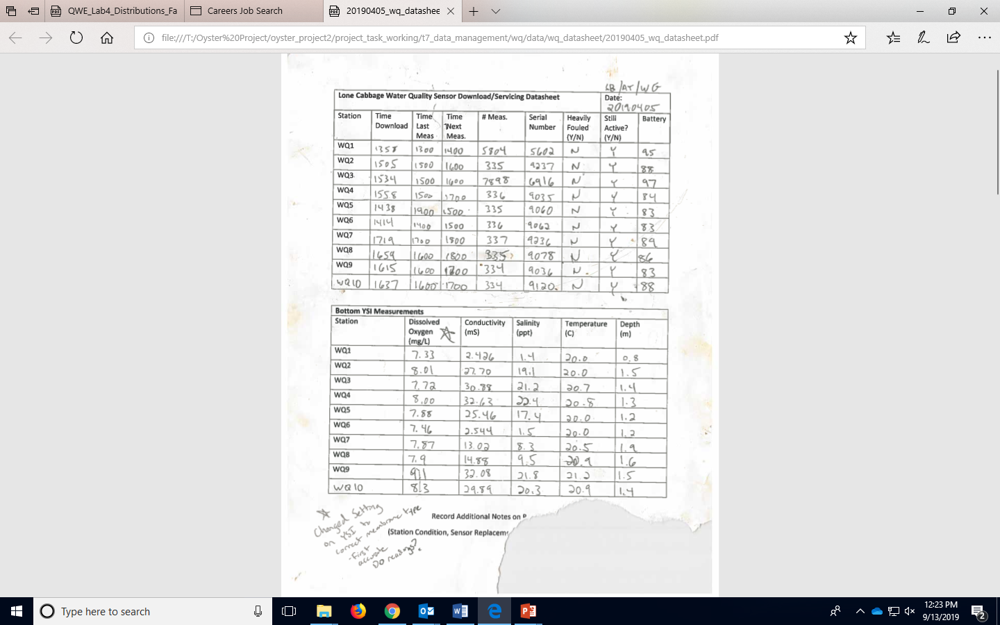 QWE_Lab4_Distributions_Fa
Careers Job Search
20190405_wq_datashee
file:///T:/Oyster%20Project/oyster_project2/project_task_working/t7_data_management/wq/data/wq_datasheet/20190405_wq_datasheet.pdf
LB/AT/WG
Lone Cabbage Water Quality Sensor Download/Servicing Datasheet Date: 20190405
Station Time Download Time Last Meas Time Next Meas. # Meas. Serial Number Heavily Fouled (Y/N) Still Active? (Y/N) Battery
WQ1 1358 1300 1400 5804 5602 N Y 95
WQ2 1505 1500 1600 335 9237 N Y 88
WQ3 1534 1500 1600 7898 6916 N Y 97
WQ4 1558 1500 1700 336 9035 N Y 84
WQ5 1438 1900 1500 335 9060 N Y 83
WQ6 1414 1400 1500 336 9062 N Y 83
WQ7 1719 1700 1800 337 9236 N Y 89
WQ8 1659 1600 1800 335 9078 N Y 86
WQ9 1615 1600 1700 334 9036 N Y 83
WQ10 1637 1600 1700 334 9120 N Y 88
Bottom YSI Measurements
Station Dissolved Oxygen (mg/L) Conductivity (mS) Salinity (ppt) Temperature (C) Depth (m)
WQ1 7.33 2.426 1.4 20.0 0.8
WQ2 8.01 27.70 19.1 20.0 1.5
WQ3 7.72 30.88 21.2 20.7 1.4
WQ4 8.00 32.63 22.4 20.8 1.3
WQ5 7.88 25.46 17.4 20.0 1.2
WQ6 7.46 2.544 1.5 20.0 1.2
WQ7 7.87 13.02 8.3 20.5 1.9
WQ8 7.9 14.88 9.5 20.9 1.6
WQ9 9.1 32.08 21.8 21.2 1.5
WQ10 8.3 29.89 20.3 20.9 1.4
Changed Setting
on YSI to
correct membrane type
-First
accurate
DO readings?
Record Additional Notes on
(Station Condition, Sensor Replacem
Type here to search
12:23 PM
9/13/2019
2